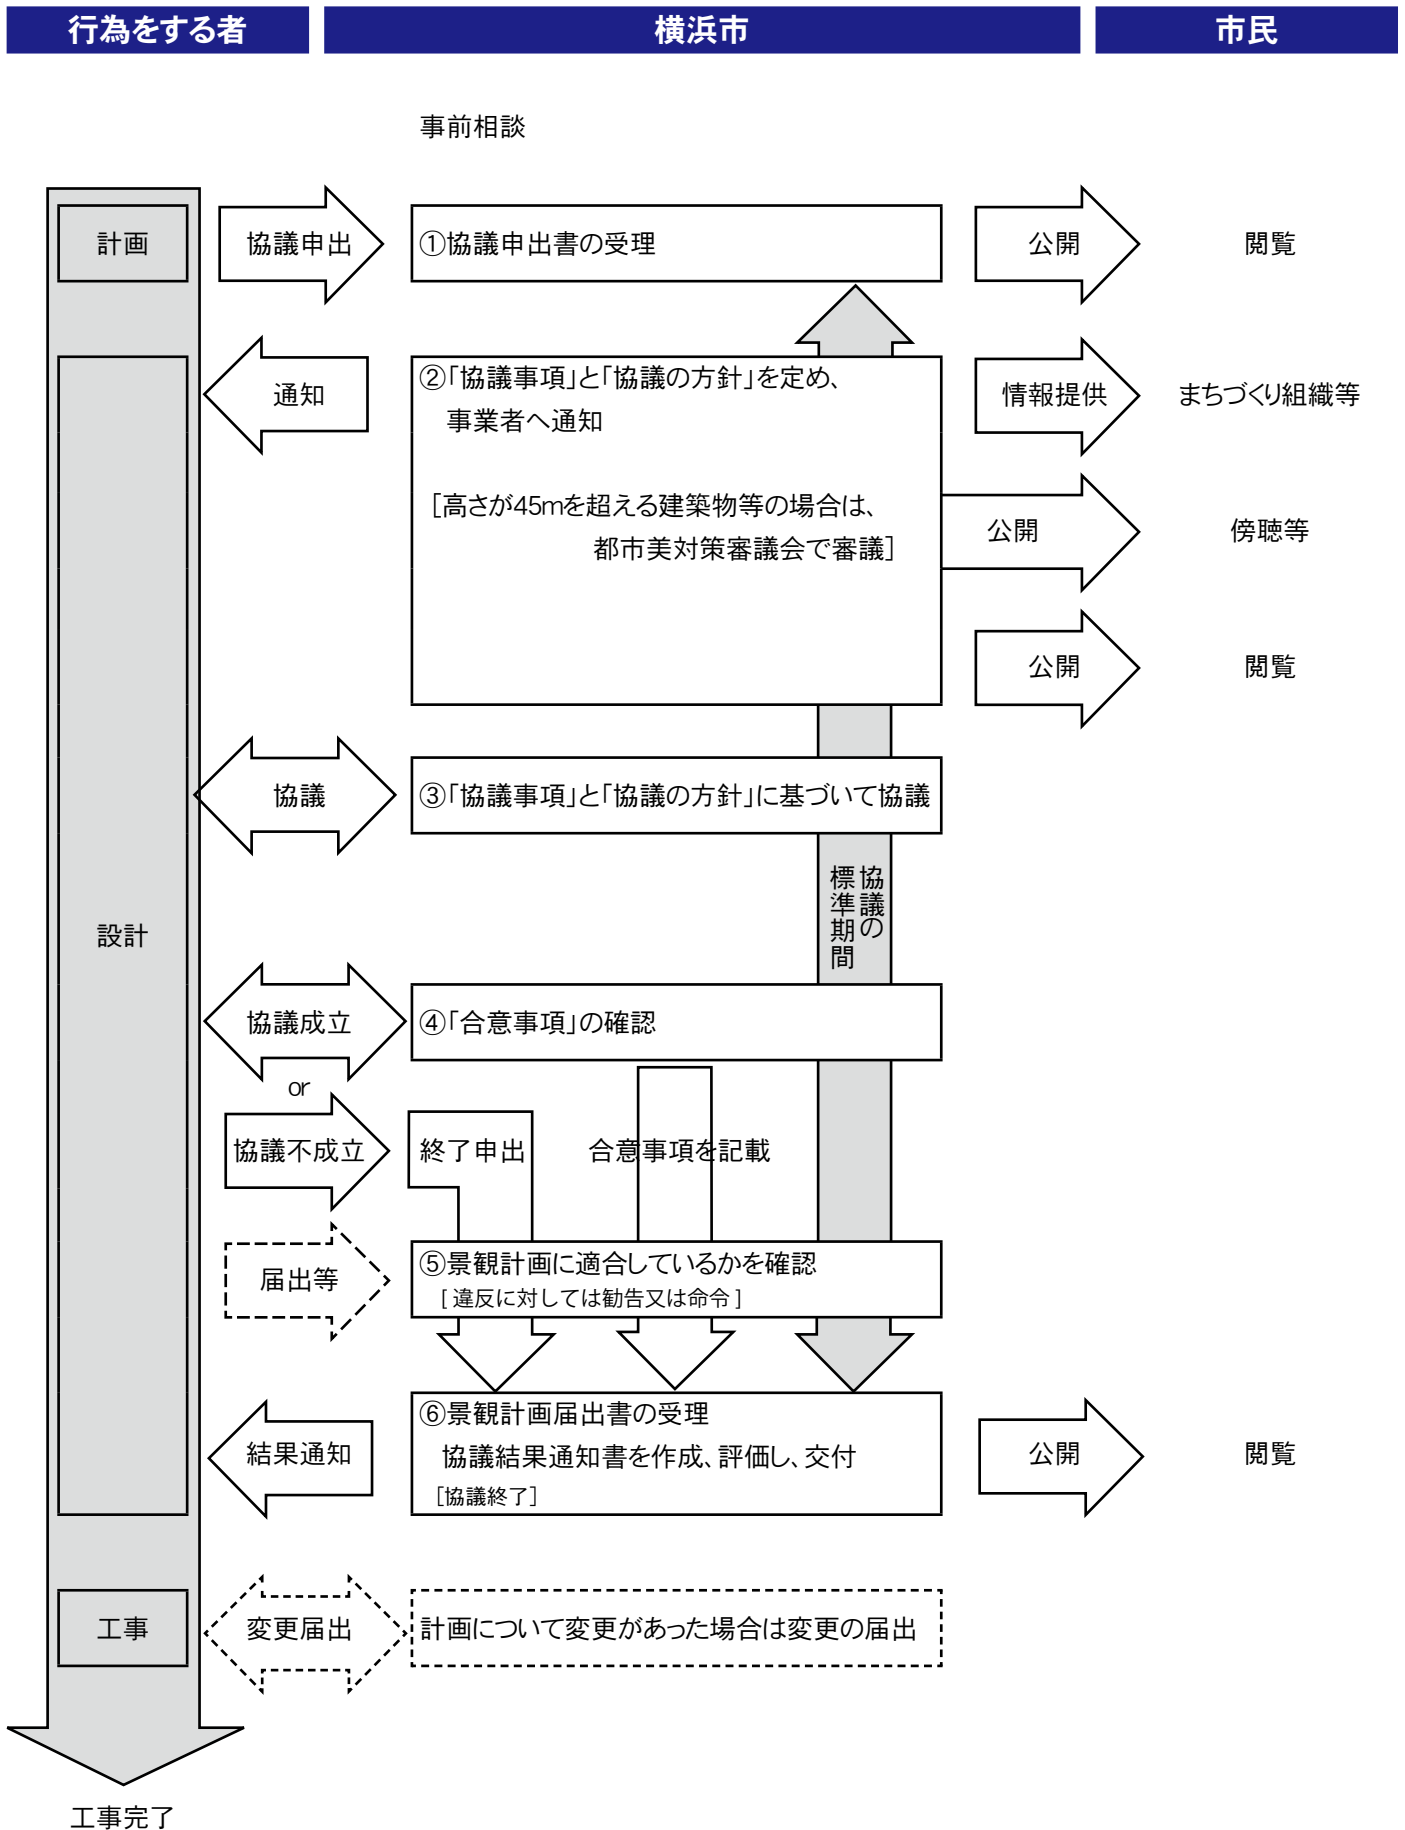 行為をする者
横浜市
市民
事前相談
計画
協議申出
①協議申出書の受理
公開
閲覧
通知
②「協議事項」と「協議の方針」を定め、
事業者へ通知
[高さが45mを超える建築物等の場合は、
都市美対策審議会で審議]
情報提供
まちづくり組織等
公開
傍聴等
公開
閲覧
協議
③「協議事項」と「協議の方針」に基づいて協議
協議の
標準期間
設計
協議成立
④「合意事項」の確認
or
協議不成立
終了申出
合意事項を記載
届出等
⑤景観計画に適合しているかを確認
[ 違反に対しては勧告又は命令 ]
結果通知
⑥景観計画届出書の受理
協議結果通知書を作成、評価し、交付
[協議終了]
公開
閲覧
工事
変更届出
計画について変更があった場合は変更の届出
工事完了